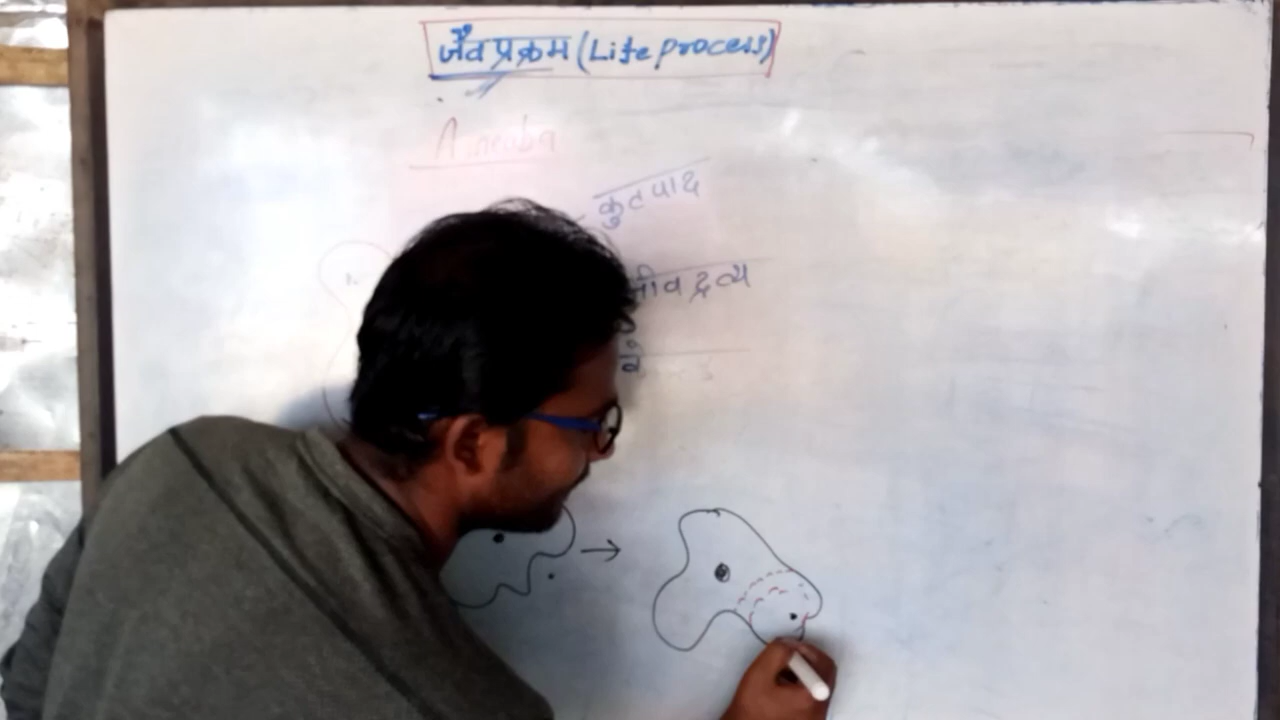 जैव प्रक्रम (Life process)
Amoeba
कुटपाद
जीव द्रव्य